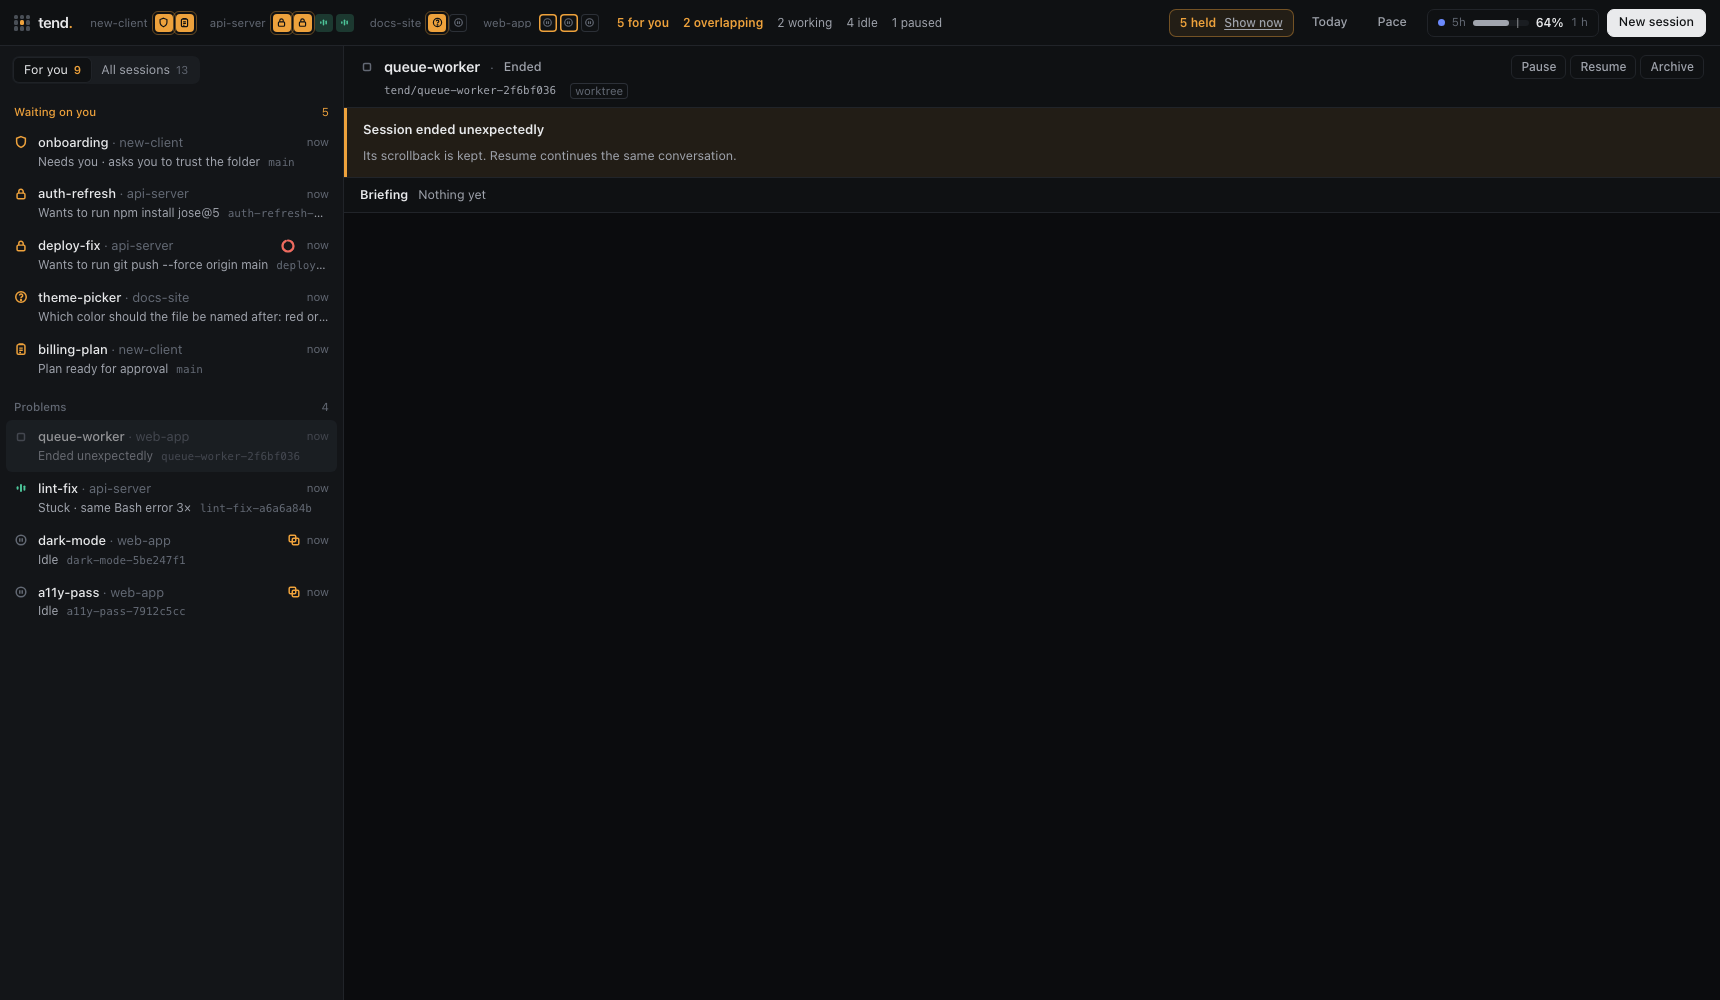 tend. new-client api-server docs-site web-app 5 for you 2 overlapping 2 working 4 idle 1 paused 5 held Show now Today Pace 5h 64% 1 h New session
For you 9 All sessions 13
Waiting on you 5
onboarding · new-client now
Needs you · asks you to trust the folder main
auth-refresh · api-server now
Wants to run npm install jose@5 auth-refresh-…
deploy-fix · api-server now
Wants to run git push --force origin main deploy…
theme-picker · docs-site now
Which color should the file be named after: red or…
billing-plan · new-client now
Plan ready for approval main
Problems 4
queue-worker · web-app now
Ended unexpectedly queue-worker-2f6bf036
lint-fix · api-server now
Stuck · same Bash error 3× lint-fix-a6a6a84b
dark-mode · web-app now
Idle dark-mode-5be247f1
a11y-pass · web-app now
Idle a11y-pass-7912c5cc
queue-worker · Ended Pause Resume Archive
tend/queue-worker-2f6bf036 worktree
Session ended unexpectedly
Its scrollback is kept. Resume continues the same conversation.
Briefing Nothing yet